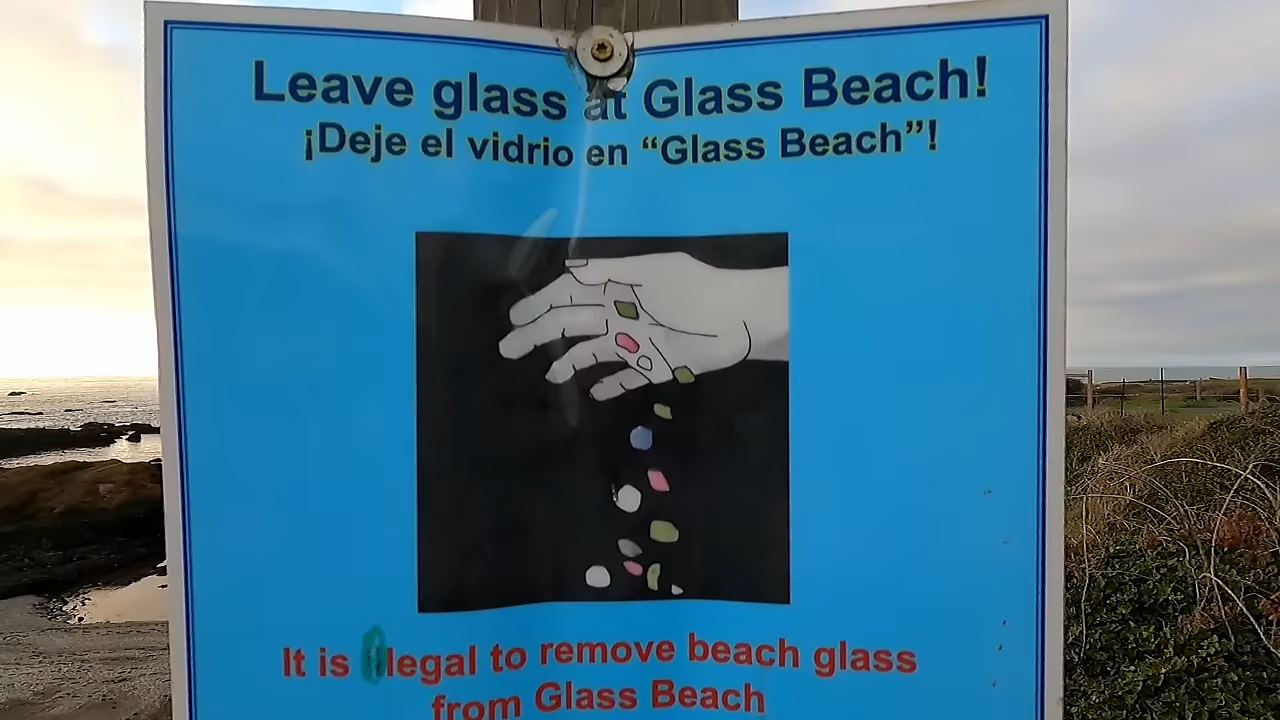 Leave glass at Glass Beach!
¡Deje el vidrio en “Glass Beach”!
It is illegal to remove beach glass
from Glass Beach